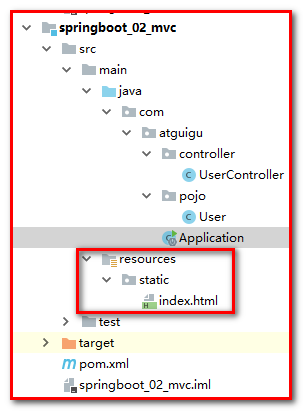 springboot_02_mvc
src
main
java
com
atguigu
controller
UserController
pojo
User
Application
resources
static
index.html
test
target
pom.xml
springboot_02_mvc.iml